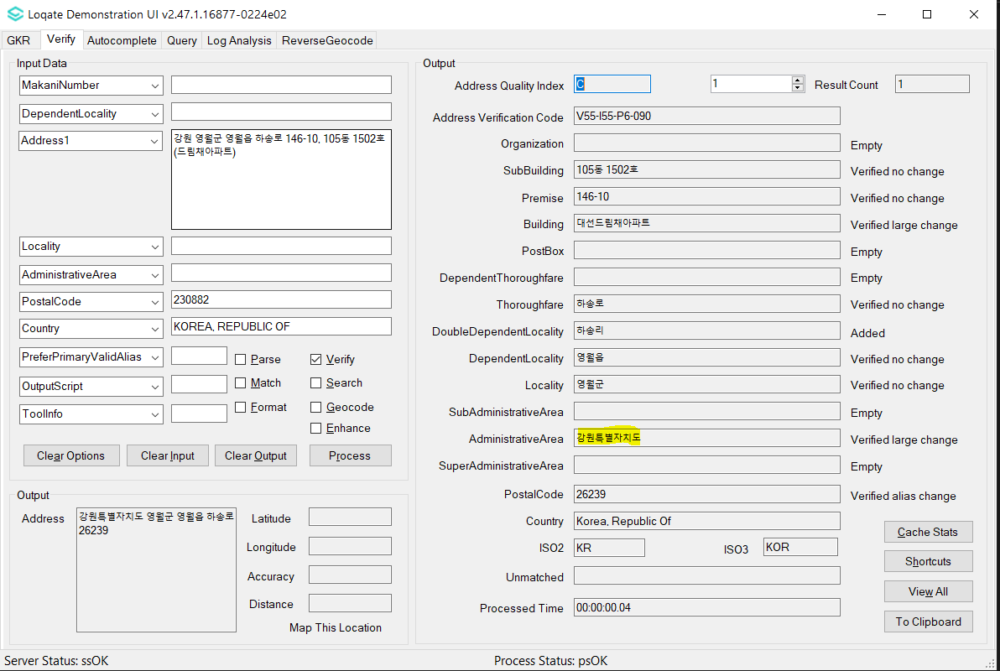 Loqate Demonstration UI v2.47.1.16877-0224e02
GKR Verify Autocomplete Query Log Analysis ReverseGeocode
Input Data
MakaniNumber
DependentLocality
Address1
강원 영월군 영월읍 하송로 146-10, 105동 1502호
(드림채아파트)
Locality
AdministrativeArea
PostalCode 230882
Country KOREA, REPUBLIC OF
PreferPrimaryValidAlias
OutputScript
ToolInfo
Parse Verify
Match Search
Format Geocode
Enhance
Clear Options Clear Input Clear Output Process
Output
Address
강원특별자치도 영월군 영월읍 하송로
26239
Latitude
Longitude
Accuracy
Distance
Map This Location
Output
Address Quality Index C 1 Result Count 1
Address Verification Code V55-I55-P6-090
Organization Empty
SubBuilding 105동 1502호 Verified no change
Premise 146-10 Verified no change
Building 대선드림채아파트 Verified large change
PostBox Empty
DependentThoroughfare Empty
Thoroughfare 하송로 Verified no change
DoubleDependentLocality 하송리 Added
DependentLocality 영월읍 Verified no change
Locality 영월군 Verified no change
SubAdministrativeArea Empty
AdministrativeArea 강원특별자치도 Verified large change
SuperAdministrativeArea Empty
PostalCode 26239 Verified alias change
Country Korea, Republic Of
ISO2 KR ISO3 KOR
Unmatched
Processed Time 00:00:00.04
Cache Stats
Shortcuts
View All
To Clipboard
Server Status: ssOK Process Status: psOK